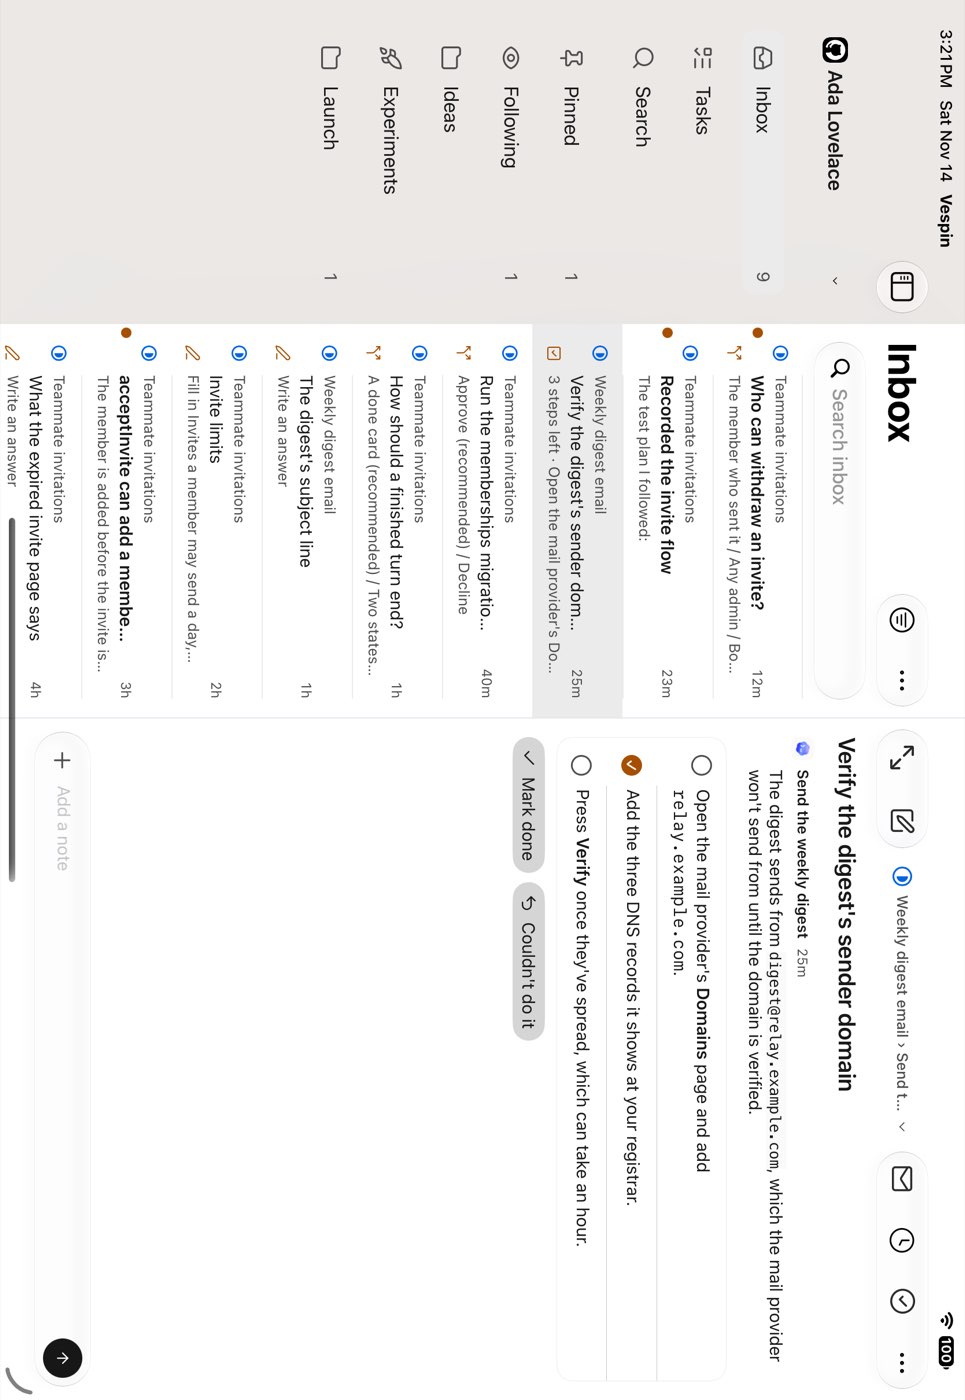 3:21 PM Sat Nov 14 Vespin
100
Ada Lovelace
Inbox 9
Tasks
Search
Pinned 1
Following 1
Ideas
Experiments
Launch 1
Inbox
Search inbox
Teammate invitations
Who can withdraw an invite? 12m
The member who sent it / Any admin / Bo...
Teammate invitations
Recorded the invite flow 23m
The test plan I followed:
Weekly digest email
Verify the digest's sender dom... 25m
3 steps left · Open the mail provider's Do...
Teammate invitations
Run the memberships migratio... 40m
Approve (recommended) / Decline
Teammate invitations
How should a finished turn end? 1h
A done card (recommended) / Two states...
Weekly digest email
The digest's subject line 1h
Write an answer
Teammate invitations
Invite limits 2h
Fill in Invites a member may send a day,...
Teammate invitations
acceptInvite can add a membe... 3h
The member is added before the invite is...
Teammate invitations
What the expired invite page says 4h
Write an answer
Weekly digest email › Send t...
Verify the digest's sender domain
Send the weekly digest 25m
The digest sends from digest@relay.example.com, which the mail provider
won't send from until the domain is verified.
Open the mail provider's Domains page and add
relay.example.com.
Add the three DNS records it shows at your registrar.
Press Verify once they've spread, which can take an hour.
Mark done
Couldn't do it
Add a note